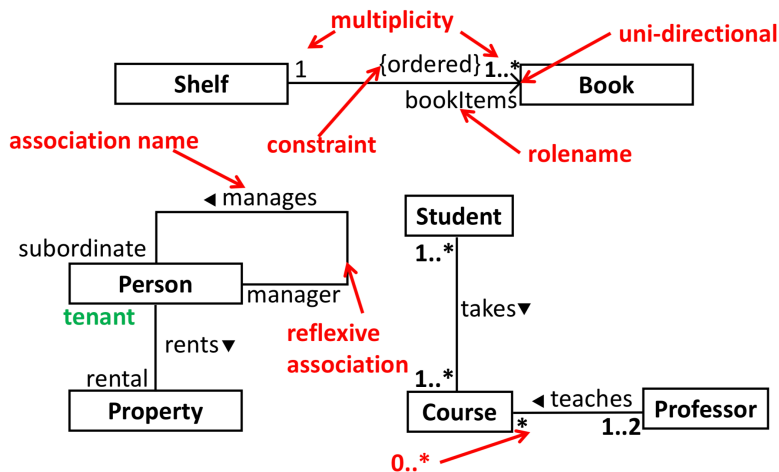 multiplicity
uni-directional
1
{ordered}
1..*
Shelf
Book
bookItems
association name
constraint
rolename
◄ manages
Student
subordinate
1..*
Person
manager
tenant
takes▼
rents▼
reflexive
association
rental
1..*
◄ teaches
Property
Course
Professor
*
1..2
0..*